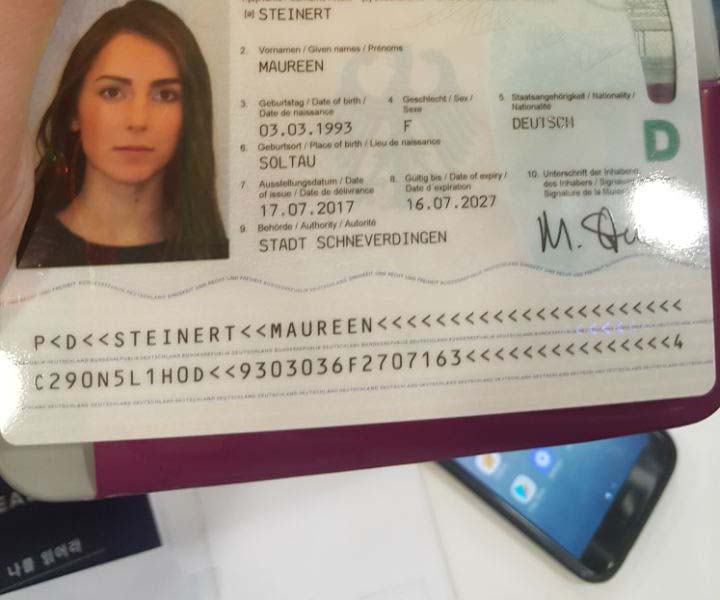 [a] STEINERT
2. Vornamen / Given names / Prénoms
MAUREEN
3. Geburtstag / Date of birth /
Date de naissance
03.03.1993
4. Geschlecht / Sex /
Sexe
F
5. Staatsangehörigkeit / Nationality /
Nationalité
DEUTSCH
6. Geburtsort / Place of birth / Lieu de naissance
SOLTAU
7. Ausstellungsdatum / Date
of issue / Date de délivrance
17.07.2017
8. Gültig bis / Date of expiry /
Date d'expiration
16.07.2027
9. Behörde / Authority / Autorité
STADT SCHNEVERDINGEN
10. Unterschrift der Inhaberin/
des Inhabers /
Signature de la
M.
D
P<D<<STEINERT<<MAUREEN<<<<<<<<<<<<<<<<<<<<<<
C290N5L1H0D<<9303036F2707163<<<<<<<<<<<<<<<4
나를 읽어라